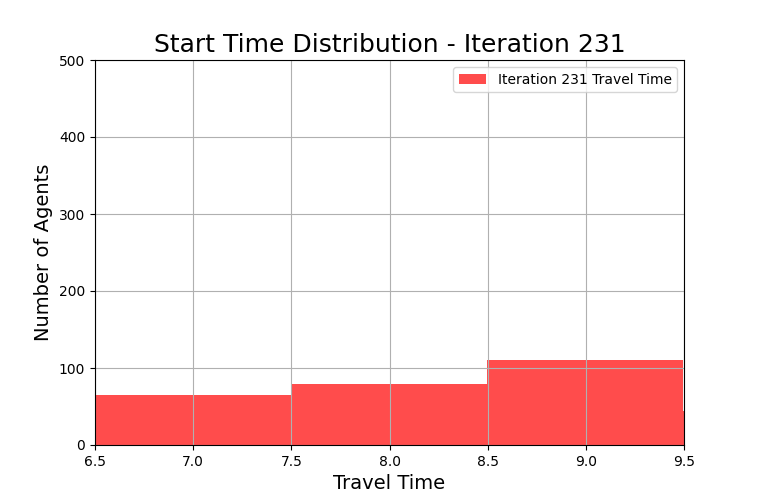 Start Time Distribution - Iteration 231
Iteration 231 Travel Time
Number of Agents
500
400
300
200
100
0
6.5 7.0 7.5 8.0 8.5 9.0 9.5
Travel Time